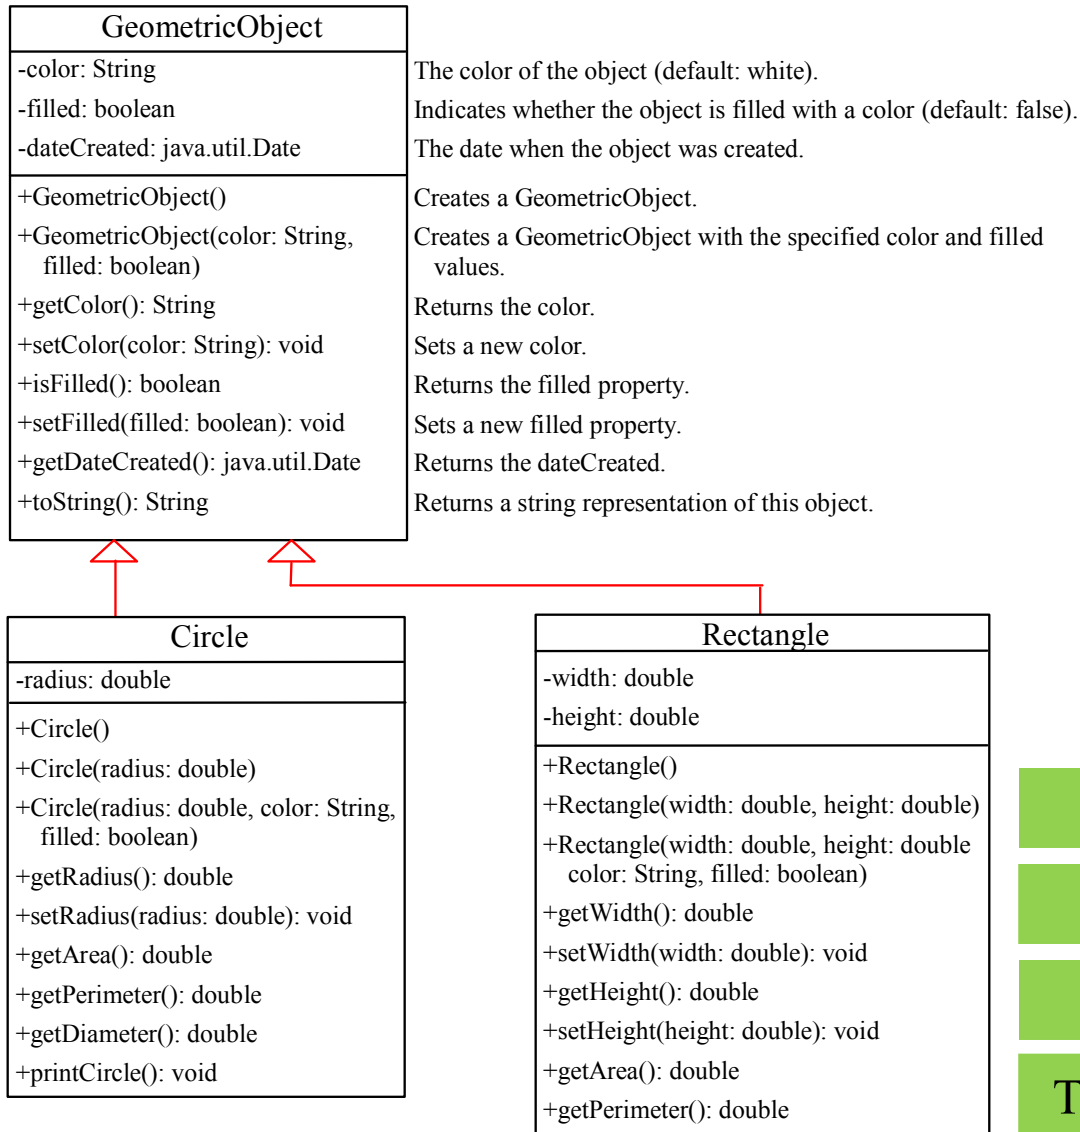 GeometricObject
-color: String
The color of the object (default: white).
-filled: boolean
Indicates whether the object is filled with a color (default: false).
-dateCreated: java.util.Date
The date when the object was created.
+GeometricObject()
Creates a GeometricObject.
+GeometricObject(color: String,
filled: boolean)
Creates a GeometricObject with the specified color and filled
values.
+getColor(): String
Returns the color.
+setColor(color: String): void
Sets a new color.
+isFilled(): boolean
Returns the filled property.
+setFilled(filled: boolean): void
Sets a new filled property.
+getDateCreated(): java.util.Date
Returns the dateCreated.
+toString(): String
Returns a string representation of this object.
Circle
-radius: double
+Circle()
+Circle(radius: double)
+Circle(radius: double, color: String,
filled: boolean)
+getRadius(): double
+setRadius(radius: double): void
+getArea(): double
+getPerimeter(): double
+getDiameter(): double
+printCircle(): void
Rectangle
-width: double
-height: double
+Rectangle()
+Rectangle(width: double, height: double)
+Rectangle(width: double, height: double
color: String, filled: boolean)
+getWidth(): double
+setWidth(width: double): void
+getHeight(): double
+setHeight(height: double): void
+getArea(): double
+getPerimeter(): double
T